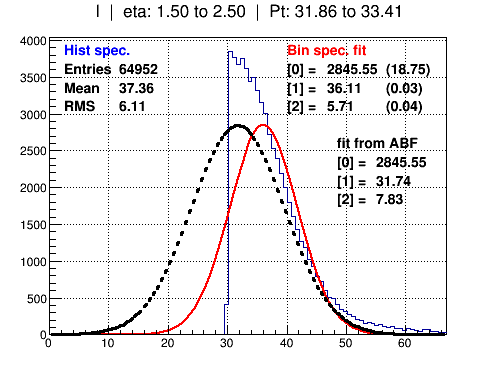 I | eta: 1.50 to 2.50 | Pt: 31.86 to 33.41
Hist spec.
Entries 64952
Mean 37.36
RMS 6.11
Bin spec. fit
[0] = 2845.55 (18.75)
[1] = 36.11 (0.03)
[2] = 5.71 (0.04)
fit from ABF
[0] = 2845.55
[1] = 31.74
[2] = 7.83
4000
3500
3000
2500
2000
1500
1000
500
0
0 10 20 30 40 50 60